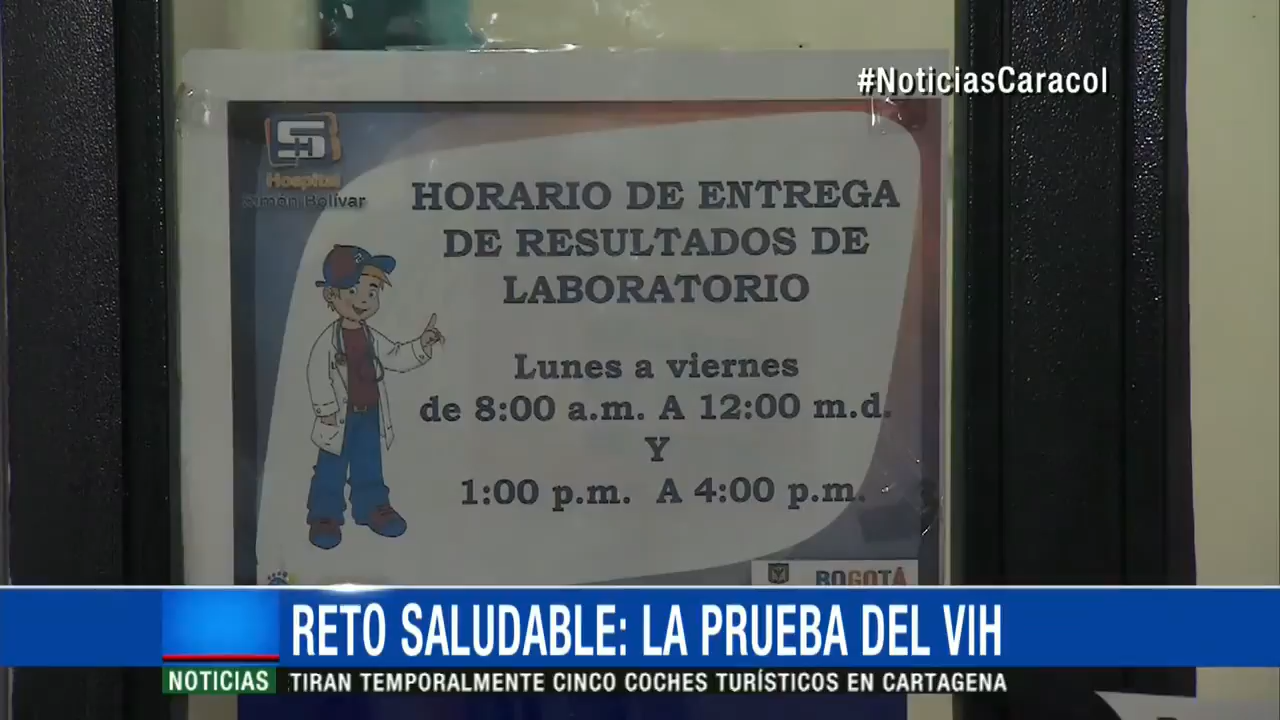 #NoticiasCaracol
SH
Hospital
Simón Bolívar
HORARIO DE ENTREGA
DE RESULTADOS DE
LABORATORIO
Lunes a viernes
de 8:00 a.m. A 12:00 m.d.
Y
1:00 p.m. A 4:00 p.m.
BOGOTÁ
RETO SALUDABLE: LA PRUEBA DEL VIH
NOTICIAS TIRAN TEMPORALMENTE CINCO COCHES TURÍSTICOS EN CARTAGENA